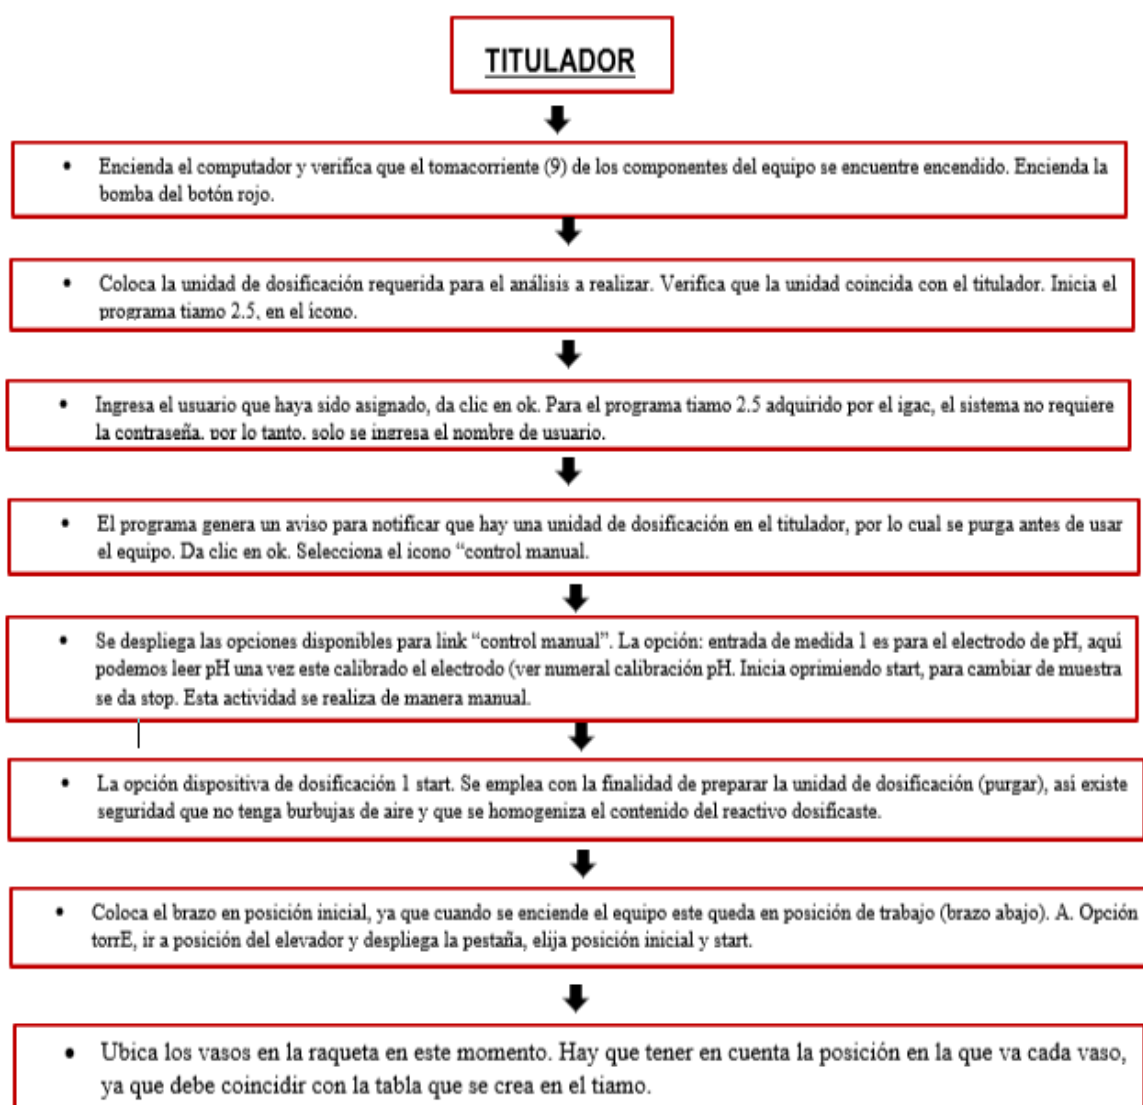 TITULADOR
• Encienda el computador y verifica que el tomacorriente (9) de los componentes del equipo se encuentre encendido. Encienda la
bomba del botón rojo.
• Coloca la unidad de dosificación requerida para el análisis a realizar. Verifica que la unidad coincida con el titulador. Inicia el
programa tiamo 2.5, en el ícono.
• Ingresa el usuario que haya sido asignado, da clic en ok. Para el programa tiamo 2.5 adquirido por el igac, el sistema no requiere
la contraseña, por lo tanto, solo se ingresa el nombre de usuario.
• El programa genera un aviso para notificar que hay una unidad de dosificación en el titulador, por lo cual se purga antes de usar
el equipo. Da clic en ok. Selecciona el icono “control manual.
• Se despliega las opciones disponibles para link “control manual”. La opción: entrada de medida 1 es para el electrodo de pH, aquí
podemos leer pH una vez este calibrado el electrodo (ver numeral calibración pH. Inicia oprimiendo start, para cambiar de muestra
se da stop. Esta actividad se realiza de manera manual.
• La opción dispositiva de dosificación 1 start. Se emplea con la finalidad de preparar la unidad de dosificación (purgar), así existe
seguridad que no tenga burbujas de aire y que se homogeniza el contenido del reactivo dosificaste.
• Coloca el brazo en posición inicial, ya que cuando se enciende el equipo este queda en posición de trabajo (brazo abajo). A. Opción
torrE, ir a posición del elevador y despliega la pestaña, elija posición inicial y start.
• Ubica los vasos en la raqueta en este momento. Hay que tener en cuenta la posición en la que va cada vaso,
ya que debe coincidir con la tabla que se crea en el tiamo.